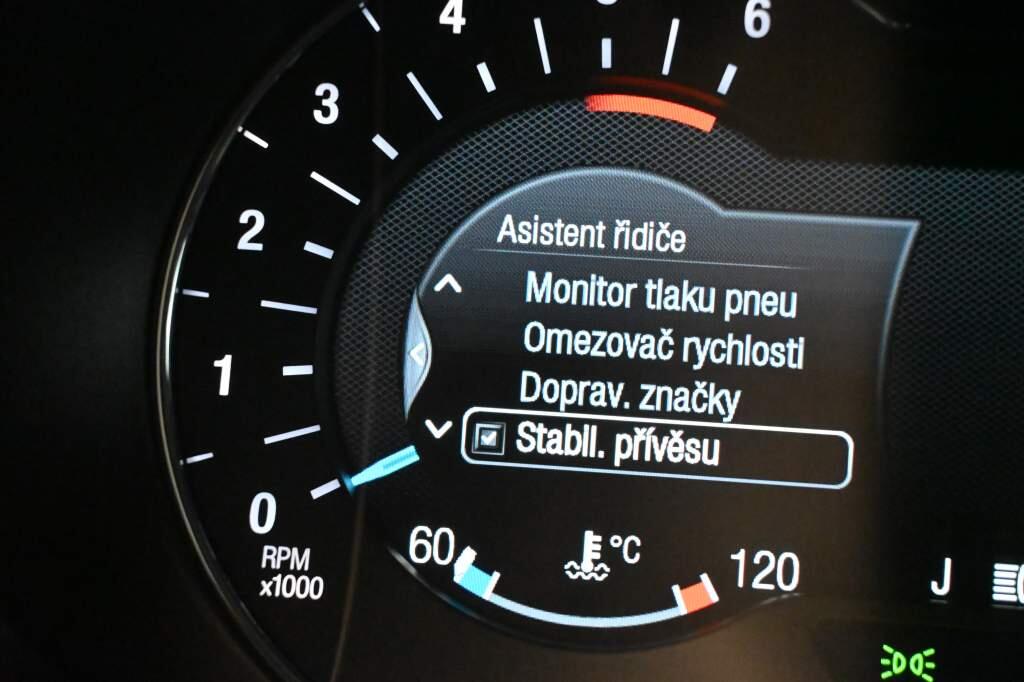 4
6
3
2
1
0
RPM
x1000
Asistent řidiče
Monitor tlaku pneu
Omezovač rychlosti
Doprav. značky
Stabil. přívěsu
60
°C
120
J